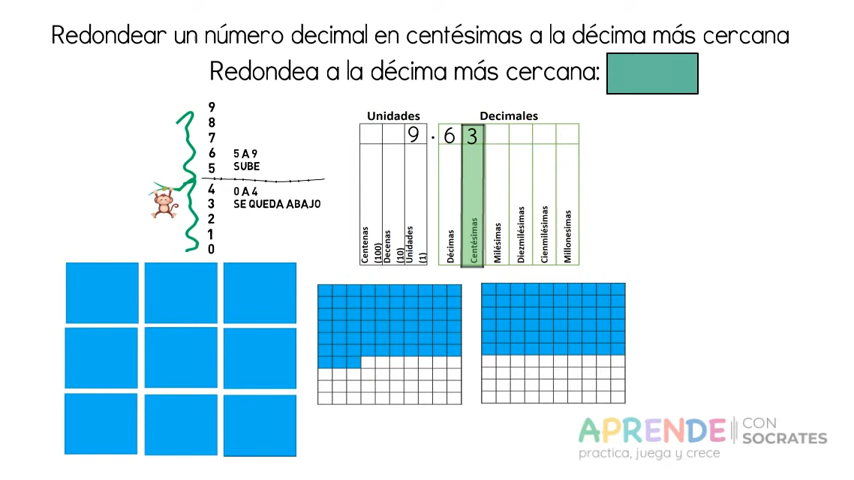 Redondear un número decimal en centésimas a la décima más cercana
Redondea a la décima más cercana:
9
8
7
6
5
4
3
2
1
0
5 A 9
SUBE
0 A 4
SE QUEDA ABAJO
Unidades
Decimales
9 . 6 3
Centenas (100)
Decenas (10)
Unidades (1)
Décimas
Centésimas
Milésimas
Diezmilésimas
Cienmilésimas
Millonesimas
APRENDE CON SOCRATES
practica, juega y crece